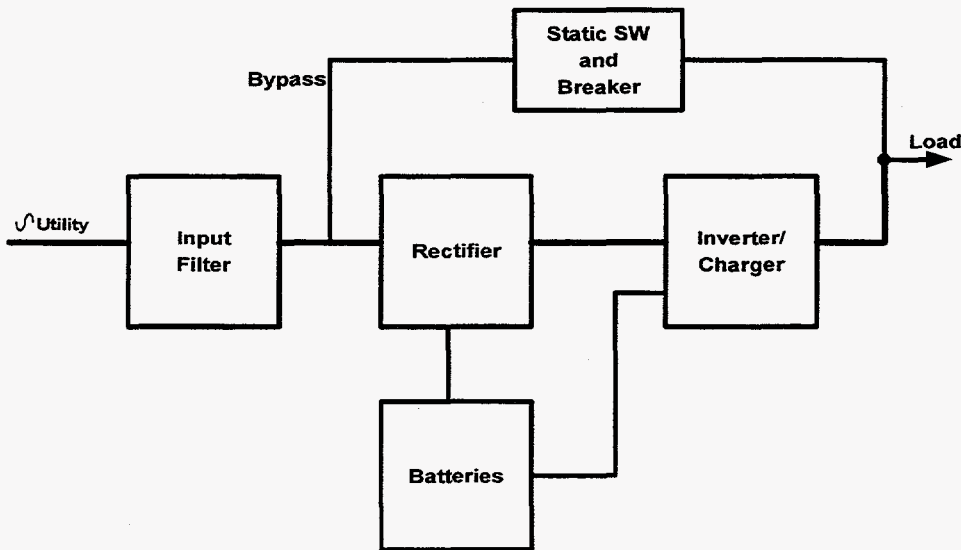 Static SW
and
Breaker
Bypass
Load
Utility
Input
Filter
Rectifier
Inverter/
Charger
Batteries